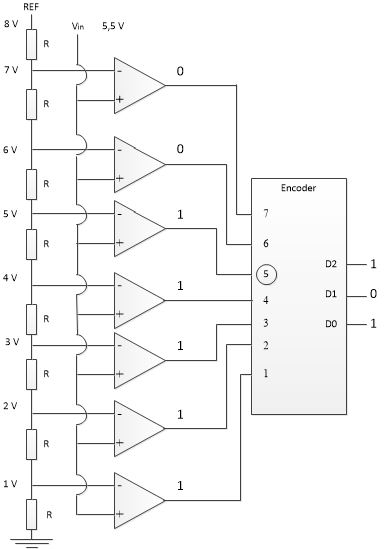 REF
8 V
Vin 5,5 V
R
0
7 V
-
+
R
0
6 V
-
+
Encoder
R
1
5 V
-
7
+
6
R
5
D2 1
1
4 V
-
4
D1 0
+
R
1
3
D0 1
3 V
-
2
+
1
R
1
2 V
-
+
R
1
1 V
-
+
R